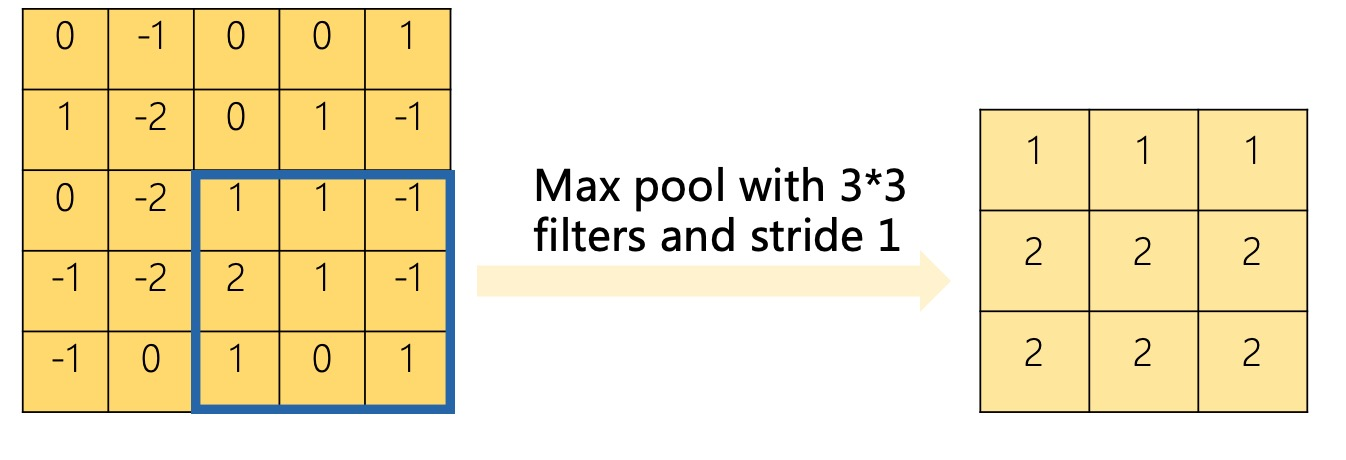 0 -1 0 0 1
1 -2 0 1 -1
0 -2 1 1 -1
-1 -2 2 1 -1
-1 0 1 0 1
Max pool with 3*3
filters and stride 1
1 1 1
2 2 2
2 2 2